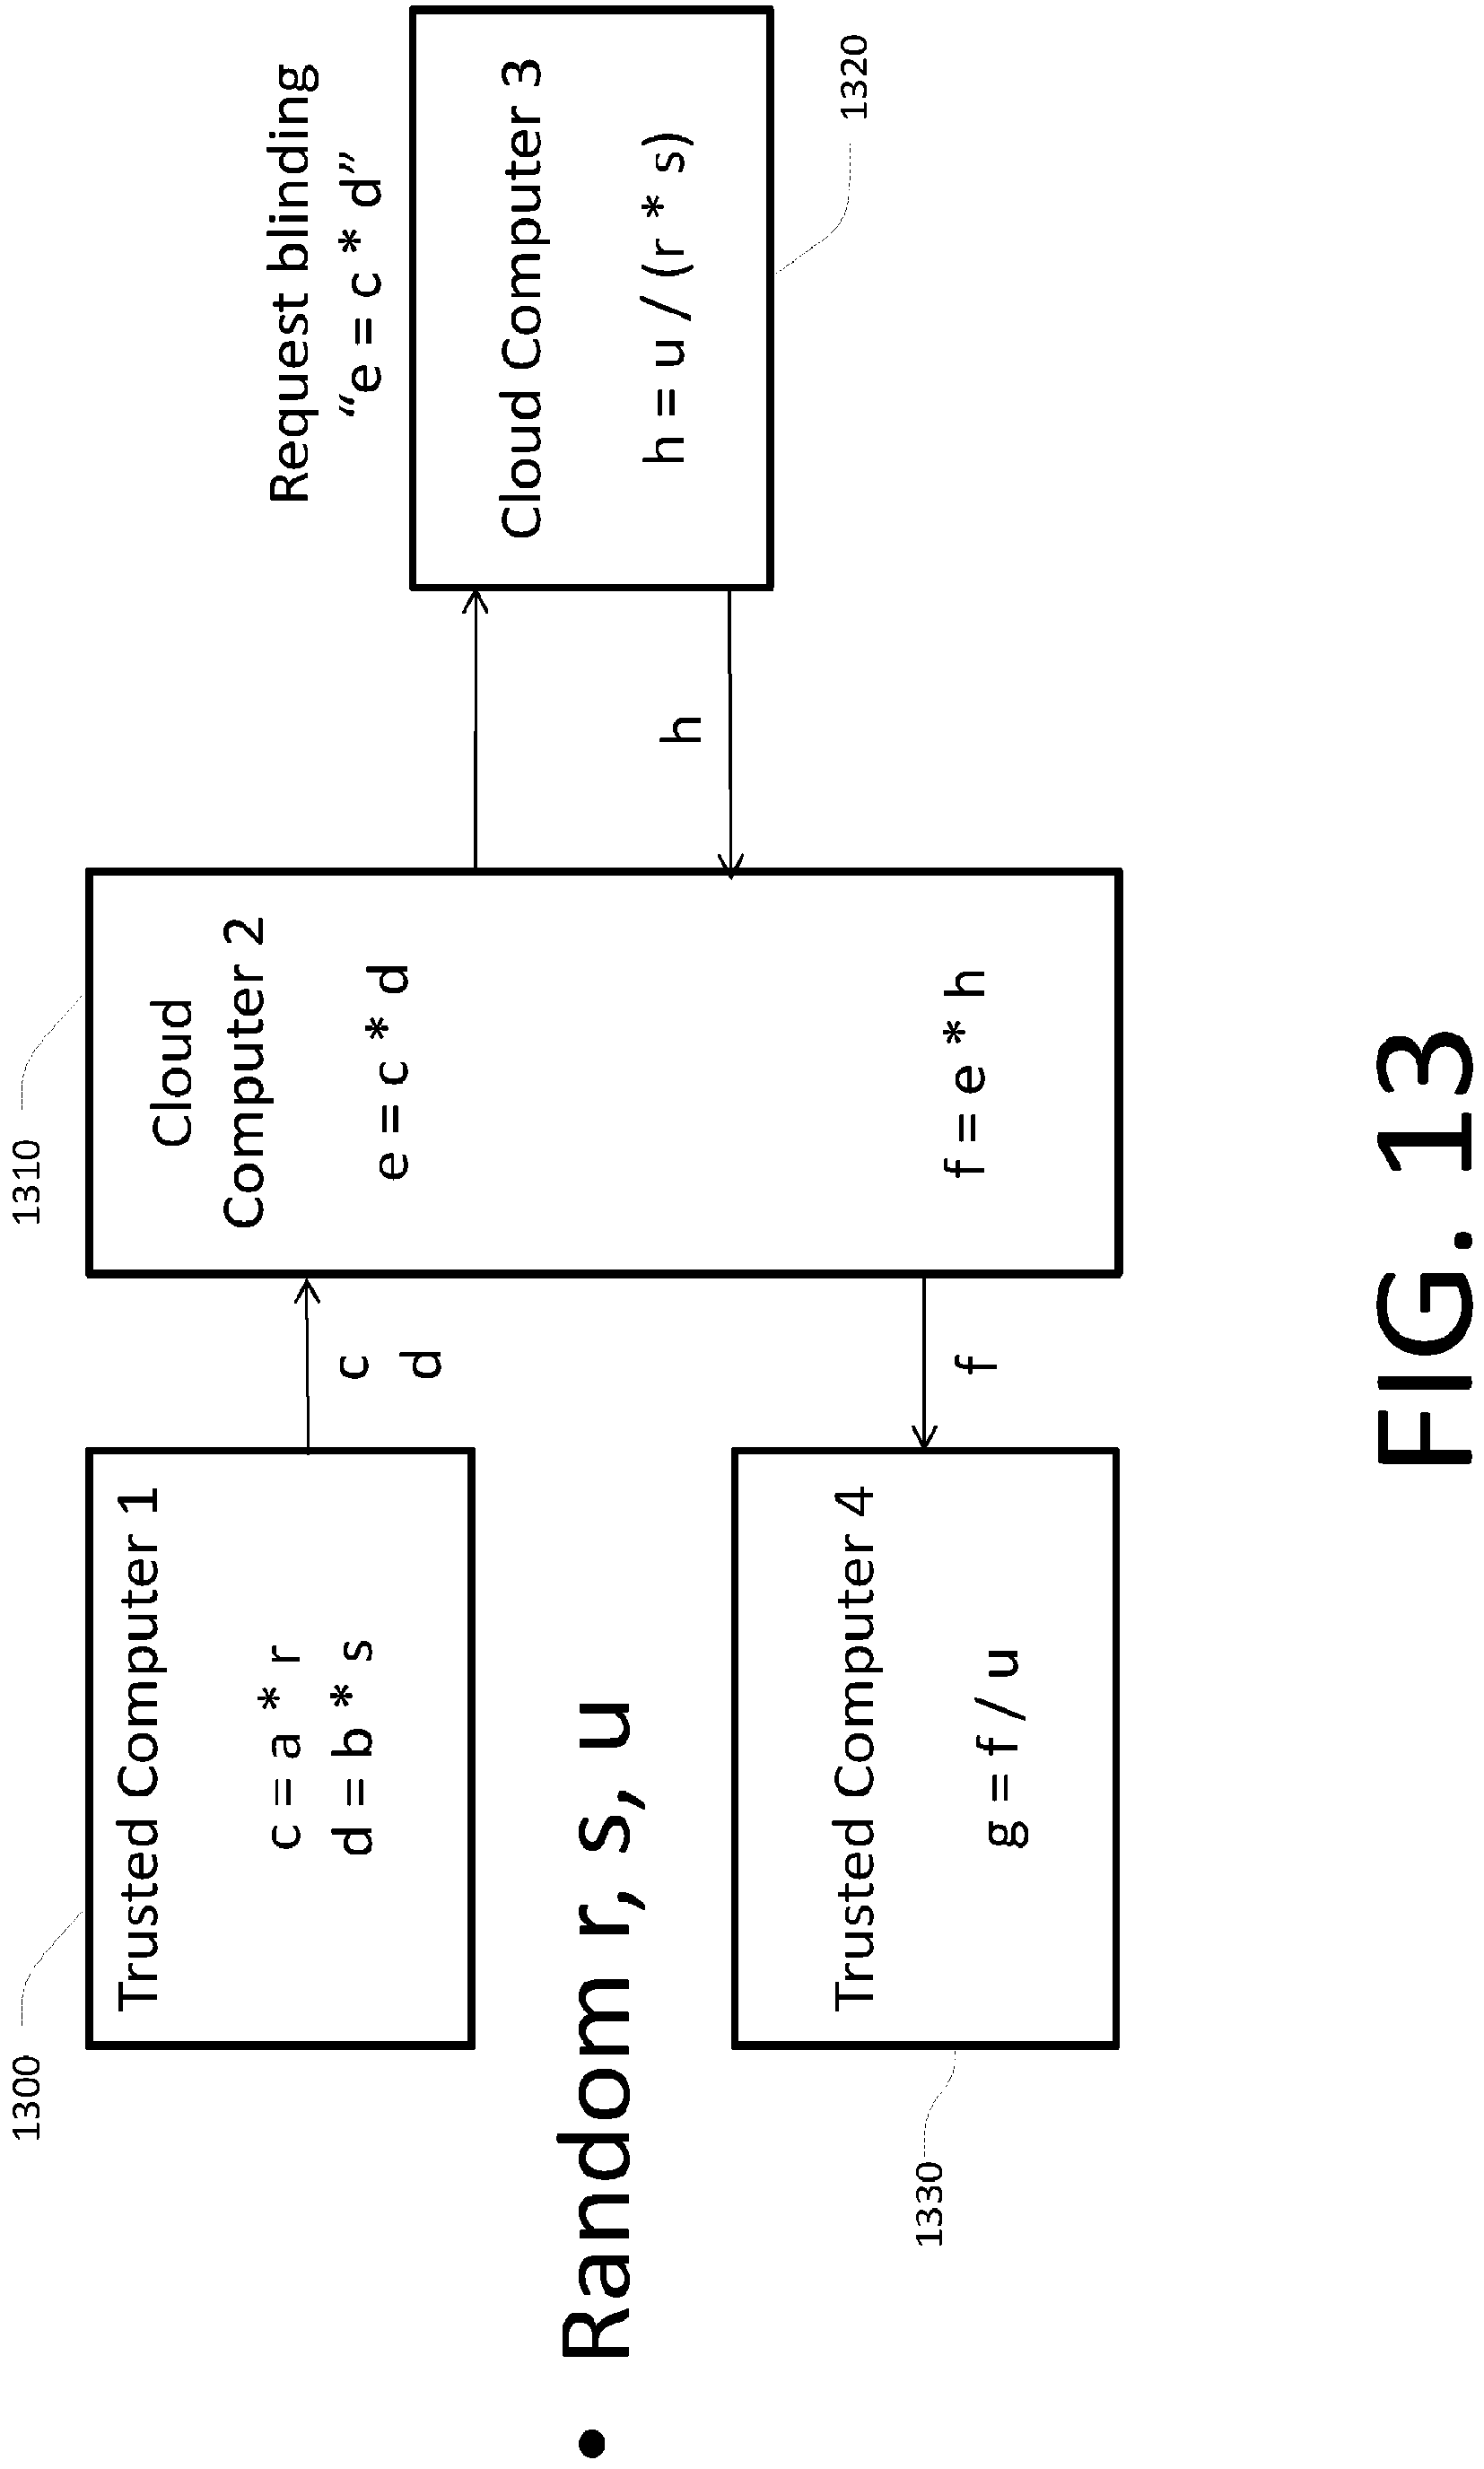 1300
Trusted Computer 1
c = a * r
d = b * s
c
d
1310
Cloud
Computer 2
e = c * d
f = e * h
Request blinding
“e = c * d”
Cloud Computer 3
h = u / (r * s)
1320
h
• Random r, s, u
f
Trusted Computer 4
g = f / u
1330
FIG. 13